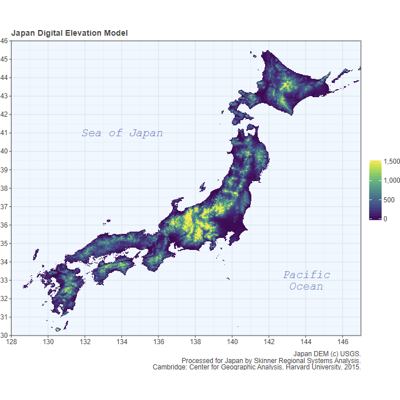 Japan Digital Elevation Model
46
45
44
43
42
41
40
39
38
37
36
35
34
33
32
31
30
Sea of Japan
Pacific
Ocean
1,500
1,000
500
0
128 130 132 134 136 138 140 142 144 146
Japan DEM (c) USGS.
Processed for Japan by Skinner Regional Systems Analysis.
Cambridge: Center for Geographic Analysis, Harvard University, 2015.